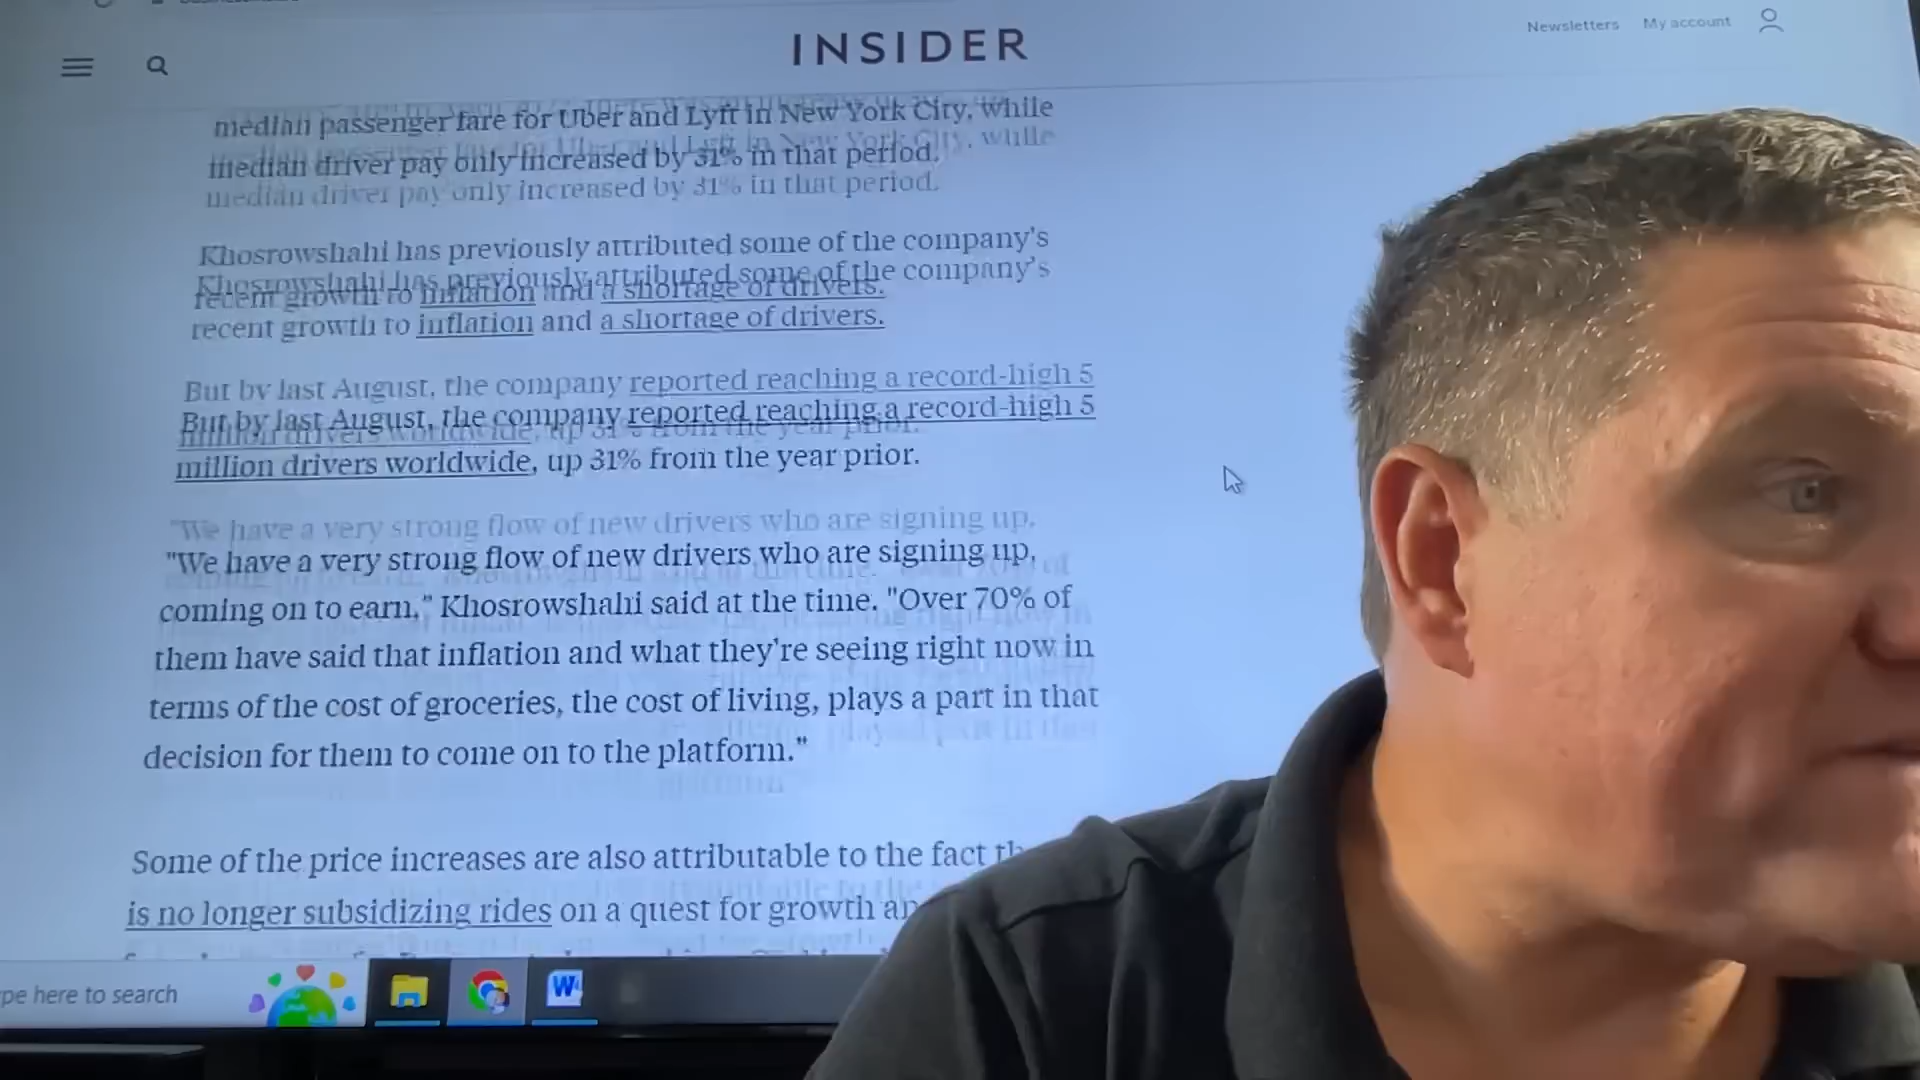 INSIDER
Newsletters My account
median passenger fare for Uber and Lyft in New York City, while
median driver pay only increased by 31% in that period.
Khosrowshahi has previously attributed some of the company's
recent growth to inflation and a shortage of drivers.
But by last August, the company reported reaching a record-high 5
million drivers worldwide, up 31% from the year prior.
"We have a very strong flow of new drivers who are signing up,
coming on to earn," Khosrowshahi said at the time. "Over 70% of
them have said that inflation and what they're seeing right now in
terms of the cost of groceries, the cost of living, plays a part in that
decision for them to come on to the platform."
Some of the price increases are also attributable to the fact
is no longer subsidizing rides on a quest for growth
pe here to search
W